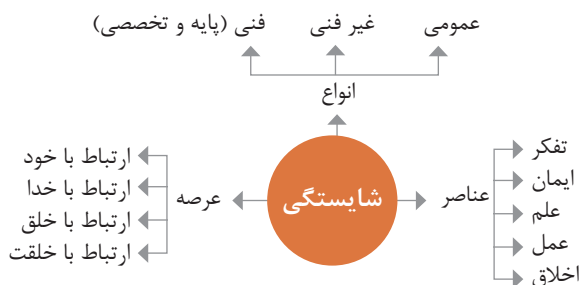 عمومی
غیر فنی
فنی (پایه و تخصصی)
انواع
شایستگی
عناصر
تفکر
ایمان
علم
عمل
اخلاق
عرصه
ارتباط با خود
ارتباط با خدا
ارتباط با خلق
ارتباط با خلقت